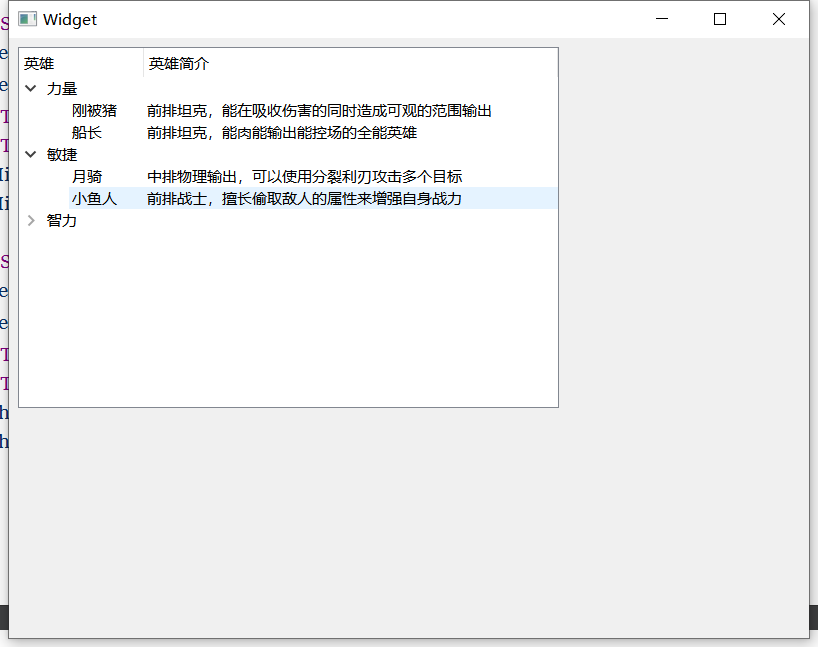 Widget
英雄 英雄简介
力量
刚被猪 前排坦克，能在吸收伤害的同时造成可观的范围输出
船长 前排坦克，能肉能输出能控场的全能英雄
敏捷
月骑 中排物理输出，可以使用分裂利刃攻击多个目标
小鱼人 前排战士，擅长偷取敌人的属性来增强自身战力
智力